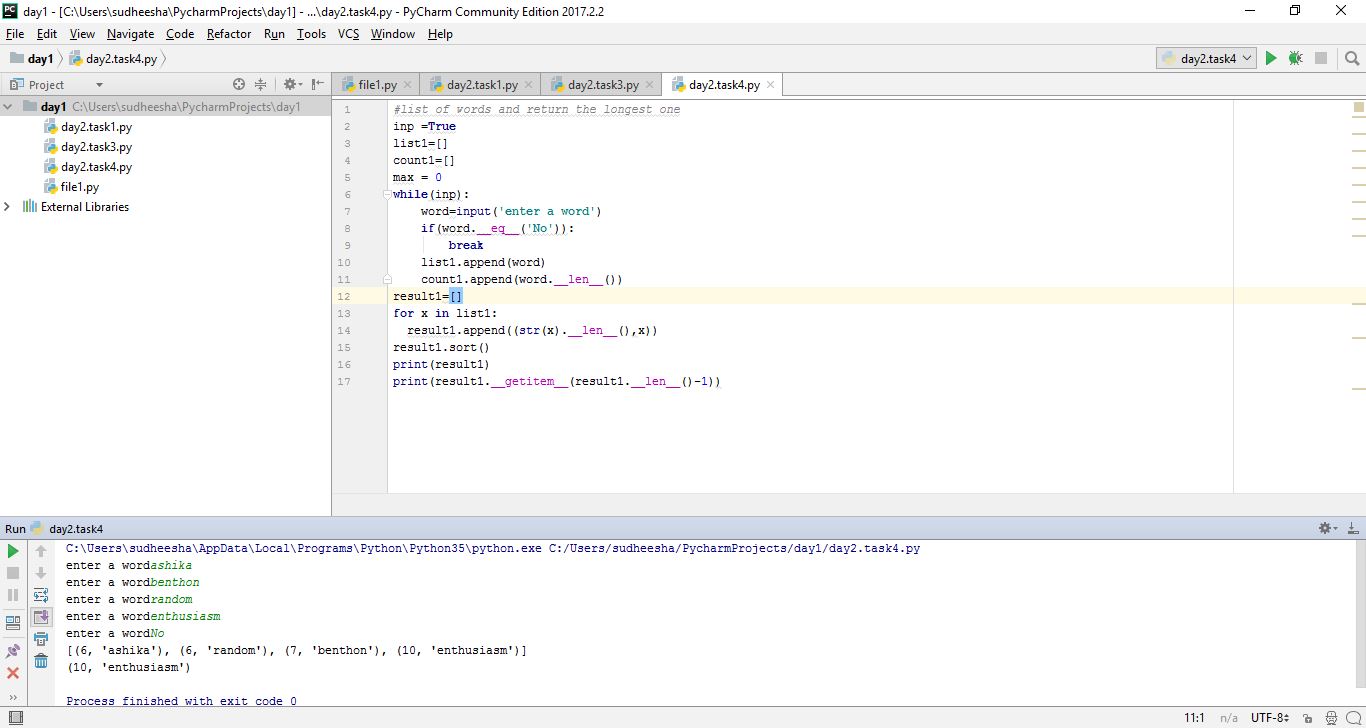 day1 - [C:\Users\sudheesha\PycharmProjects\day1] - ...\day2.task4.py - PyCharm Community Edition 2017.2.2
File Edit View Navigate Code Refactor Run Tools VCS Window Help
day1 day2.task4.py day2.task4
Project file1.py day2.task1.py day2.task3.py day2.task4.py
day1 C:\Users\sudheesha\PycharmProjects\day1
day2.task1.py
day2.task3.py
day2.task4.py
file1.py
External Libraries
1 #list of words and return the longest one
2 inp =True
3 list1=[]
4 count1=[]
5 max = 0
6 while(inp):
7     word=input('enter a word')
8     if(word.__eq__('No')):
9         break
10     list1.append(word)
11     count1.append(word.__len__())
12 result1=[]
13 for x in list1:
14   result1.append((str(x).__len__(),x))
15 result1.sort()
16 print(result1)
17 print(result1.__getitem__(result1.__len__()-1))
Run day2.task4
C:\Users\sudheesha\AppData\Local\Programs\Python\Python35\python.exe C:/Users/sudheesha/PycharmProjects/day1/day2.task4.py
enter a wordashika
enter a wordbenthon
enter a wordrandom
enter a wordenthusiasm
enter a wordNo
[(6, 'ashika'), (6, 'random'), (7, 'benthon'), (10, 'enthusiasm')]
(10, 'enthusiasm')
Process finished with exit code 0
11:1 n/a UTF-8